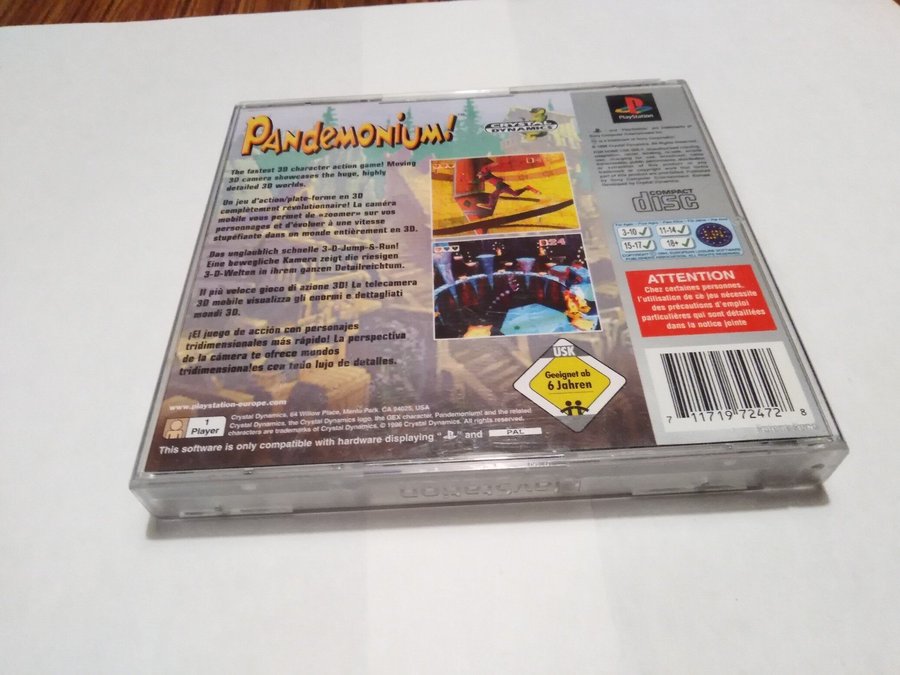 Pandemonium!
CRYSTAL
DYNAMICS
The fastest 3D character action game! Moving
3D camera showcases the huge, highly
detailed 3D worlds.
Un jeu d'action/plate-forme en 3D
complètement révolutionnaire! La caméra
mobile vous permet de «zoomer» sur vos
personnages et d'évoluer à une vitesse
stupéfiante dans un monde entièrement en 3D.
Das unglaublich schnelle 3-D-Jump-&-Run!
Eine bewegliche Kamera zeigt die riesigen
3-D-Welten in ihrem ganzen Detailreichtum.
Il più veloce gioco di azione 3D! La telecamera
3D mobile visualizza gli enormi e dettagliati
mondi 3D.
¡El juego de acción con personajes
tridimensionales más rápido! La perspectiva
de la cámara te ofrece mundos
tridimensionales con todo lujo de detalles.
24
USK
Geeignet ab
6 Jahren
www.playstation-europe.com
1
Player
Crystal Dynamics, 64 Willow Place, Menlo Park, CA 94025, USA
Crystal Dynamics, the Crystal Dynamics logo, the GEX character, Pandemonium! and the related
characters are trademarks of Crystal Dynamics. © 1996 Crystal Dynamics. All rights reserved.
This software is only compatible with hardware displaying " " and PAL
PlayStation
COMPACT
disc
3-10 11-14
15-17 18+
ATTENTION
Chez certaines personnes,
l'utilisation de ce jeu nécessite
des précautions d'emploi
particulières qui sont détaillées
dans la notice jointe
7 11719 72472 8
PlayStation